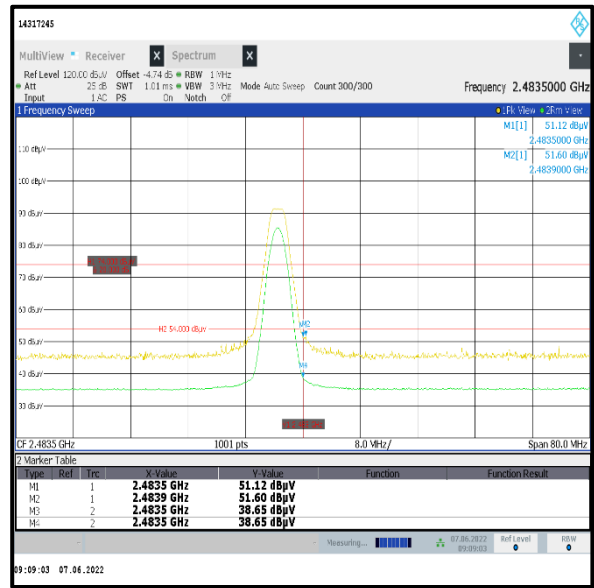 14317245
MultiView Receiver X Spectrum X
Ref Level 120.00 dBµV Offset -4.74 dB RBW 1 MHz
Att 25 dB SWT 1.01 ms VBW 3 MHz Mode Auto Sweep Count 300/300 Frequency 2.4835000 GHz
Input 1 AC PS On Notch Off
1 Frequency Sweep 1Pk View 2Rm View
M1[1] 51.12 dBµV
2.4835000 GHz
M2[1] 51.60 dBµV
2.4839000 GHz
110 dBµV
100 dBµV
90 dBµV
80 dBµV
70 dBµV
60 dBµV
H2 54.000 dBµV
M2
50 dBµV
M4
40 dBµV
30 dBµV
CF 2.4835 GHz 1001 pts 8.0 MHz/ Span 80.0 MHz
2 Marker Table
Type Ref Trc X-Value Y-Value Function Function Result
M1 1 2.4835 GHz 51.12 dBµV
M2 1 2.4839 GHz 51.60 dBµV
M3 2 2.4835 GHz 38.65 dBµV
M4 2 2.4835 GHz 38.65 dBµV
Measuring... 07.06.2022 Ref Level RBW
09:09:03
09:09:03 07.06.2022